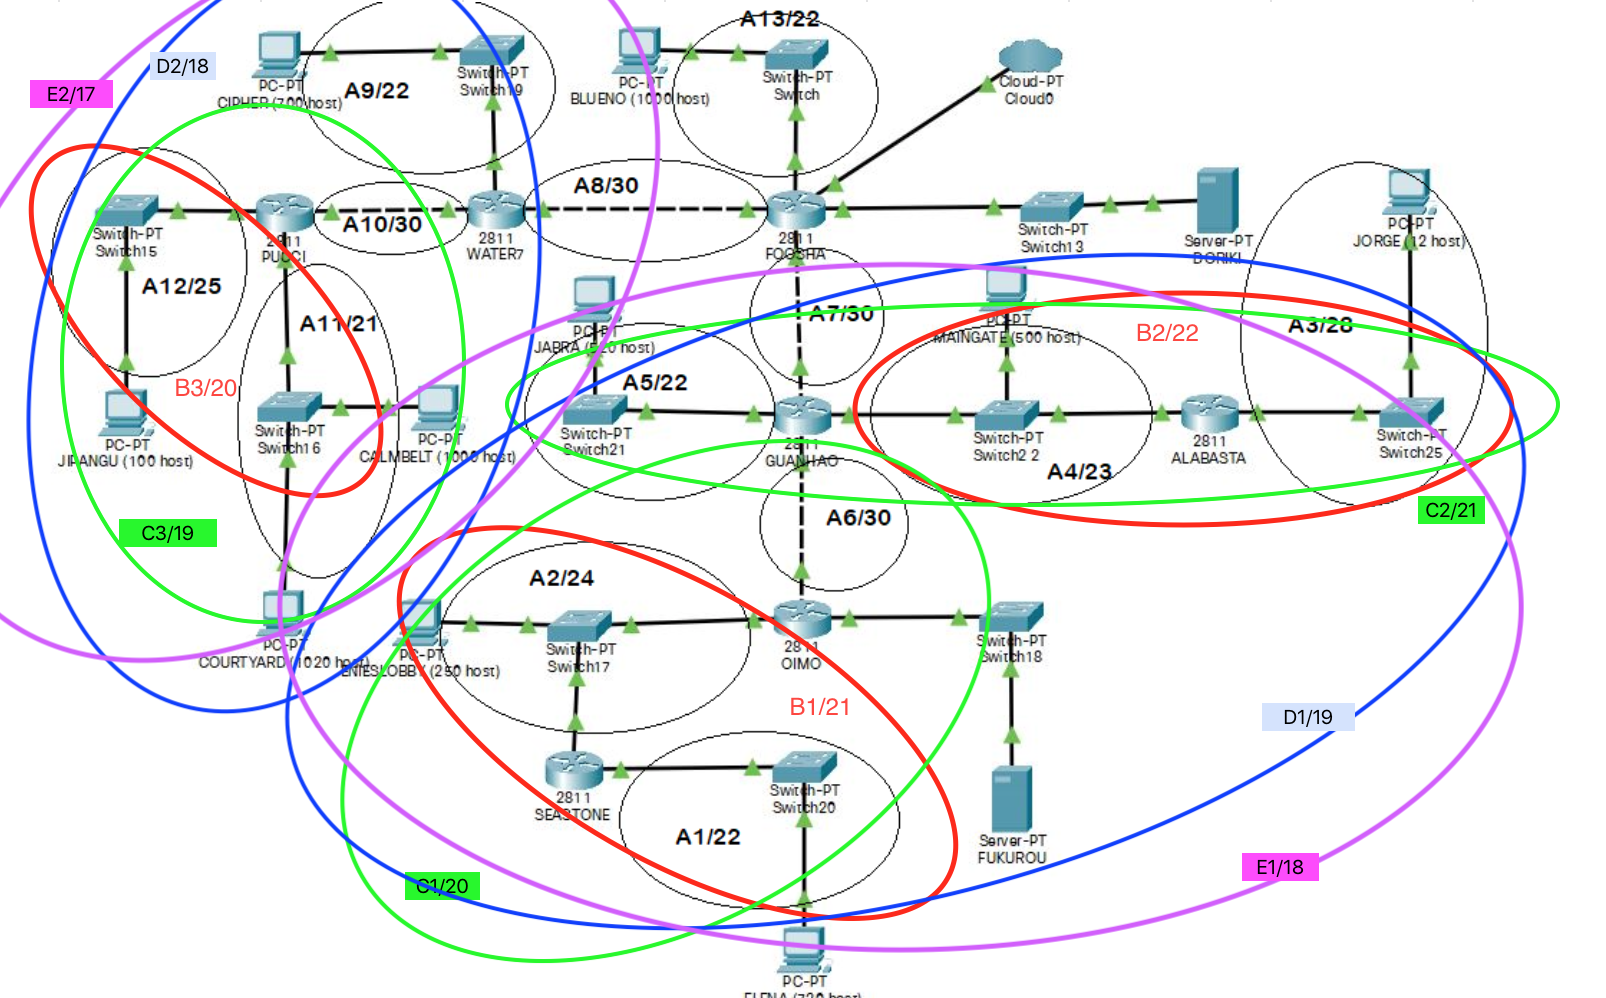 A13/22
D2/18
E2/17
PC-PT
CIPHER (700 host)
A9/22
Switch-PT
Switch19
PC-PT
BLUENO (1000 host)
Switch-PT
Switch
Cloud-PT
Cloud0
Switch-PT
Switch15
2811
PUCCI
A10/30
2811
WATER7
A8/30
2811
FOOSHA
Switch-PT
Switch13
Server-PT
DORIKI
PC-PT
JORGE (12 host)
A12/25
A11/21
PC-PT
JABRA (520 host)
A7/30
PC-PT
MAINGATE (500 host)
B2/22
A3/28
B3/20
A5/22
PC-PT
JIPANGU (100 host)
Switch-PT
Switch16
PC-PT
CALMBELT (1000 host)
Switch-PT
Switch21
2811
GUANHAO
Switch-PT
Switch2 2
A4/23
2811
ALABASTA
Switch-PT
Switch25
C3/19
A6/30
C2/21
A2/24
PC-PT
COURTYARD (1020 host)
PC-PT
ENIESLOBBY (250 host)
Switch-PT
Switch17
2811
OIMO
Switch-PT
Switch18
B1/21
D1/19
2811
SEASTONE
Switch-PT
Switch20
A1/22
Server-PT
FUKUROU
E1/18
C1/20
PC-PT
ELENA (720 host)